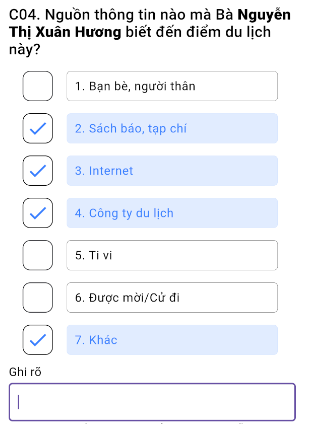 C04. Nguồn thông tin nào mà Bà Nguyễn
Thị Xuân Hương biết đến điểm du lịch
này?
1. Bạn bè, người thân
2. Sách báo, tạp chí
3. Internet
4. Công ty du lịch
5. Ti vi
6. Được mời/Cử đi
7. Khác
Ghi rõ